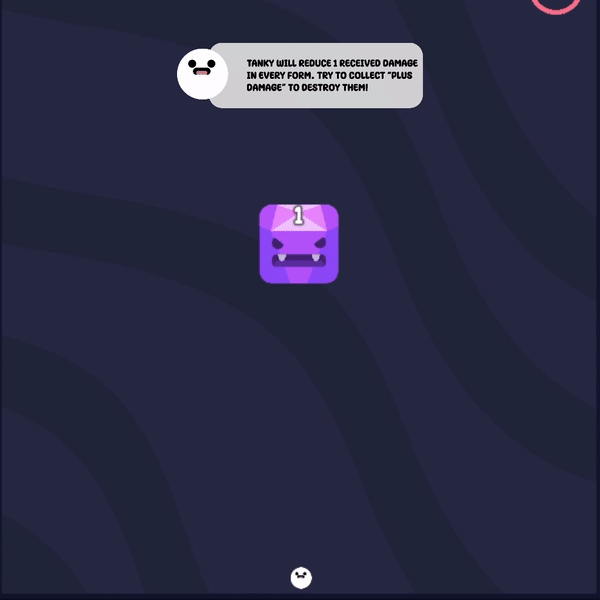 TANKY WILL REDUCE 1 RECEIVED DAMAGE
IN EVERY FORM. TRY TO COLLECT "PLUS
DAMAGE" TO DESTROY THEM!
1